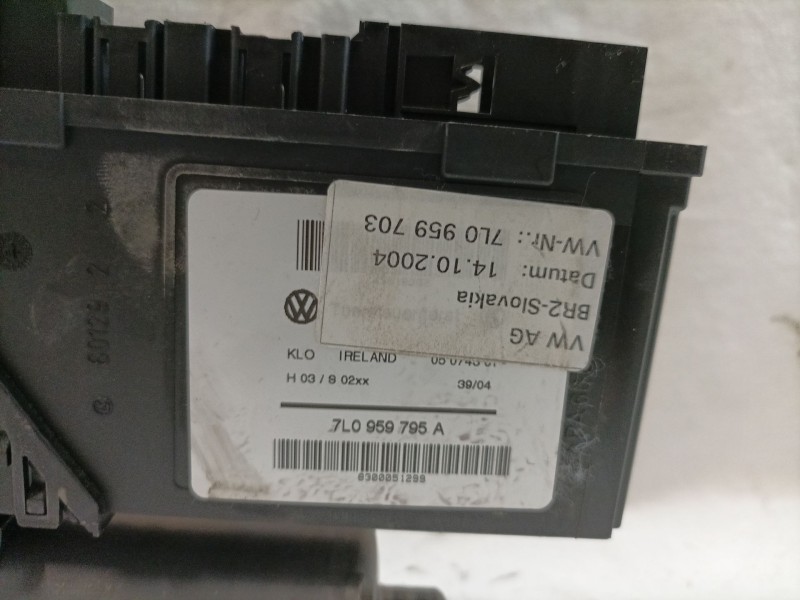 VW AG
BR2-Slovakia
Datum: 14.10.2004
VW-Nr.: 7L0 959 703
KLO IRELAND
H 03 / S 02xx 39/04
7L0 959 795 A
8300051299